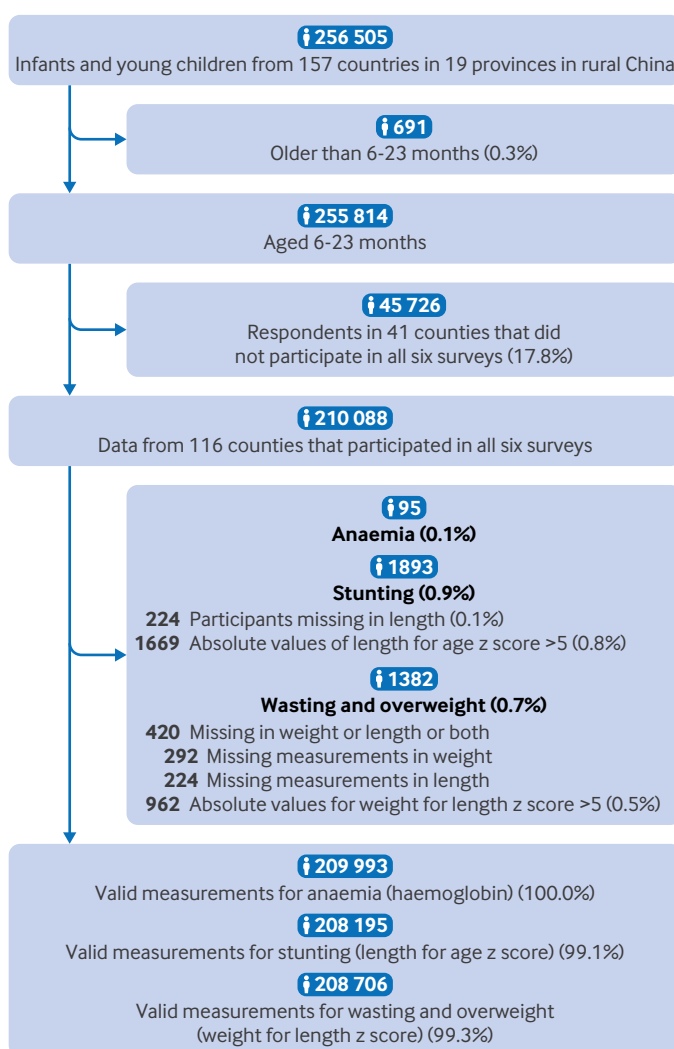 256 505
Infants and young children from 157 countries in 19 provinces in rural China
691
Older than 6-23 months (0.3%)
255 814
Aged 6-23 months
45 726
Respondents in 41 counties that did
not participate in all six surveys (17.8%)
210 088
Data from 116 counties that participated in all six surveys
95
Anaemia (0.1%)
1893
Stunting (0.9%)
224 Participants missing in length (0.1%)
1669 Absolute values of length for age z score >5 (0.8%)
1382
Wasting and overweight (0.7%)
420 Missing in weight or length or both
292 Missing measurements in weight
224 Missing measurements in length
962 Absolute values for weight for length z score >5 (0.5%)
209 993
Valid measurements for anaemia (haemoglobin) (100.0%)
208 195
Valid measurements for stunting (length for age z score) (99.1%)
208 706
Valid measurements for wasting and overweight
(weight for length z score) (99.3%)